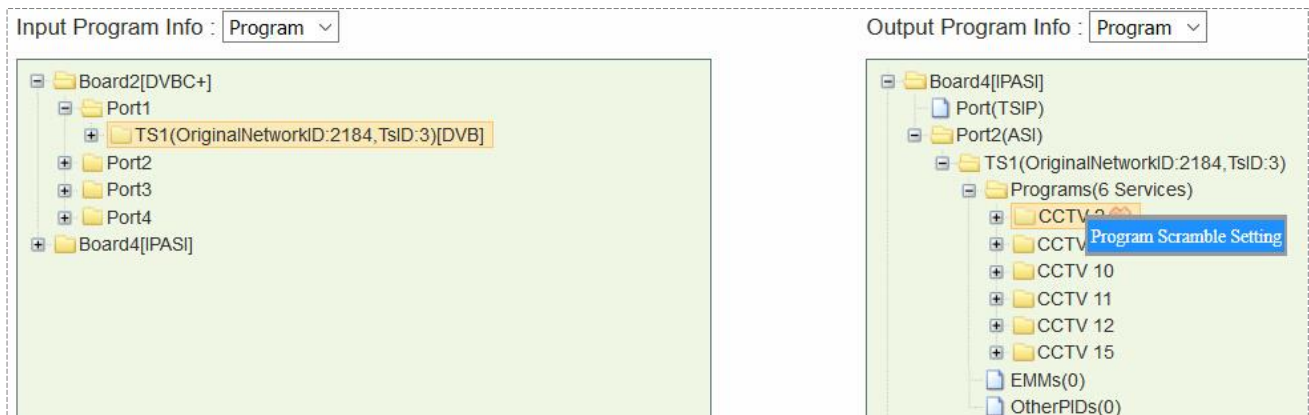 Input Program Info : Program
Board2[DVBC+]
Port1
TS1(OriginalNetworkID:2184,TsID:3)[DVB]
Port2
Port3
Port4
Board4[IPASI]
Output Program Info : Program
Board4[IPASI]
Port(TSIP)
Port2(ASI)
TS1(OriginalNetworkID:2184,TsID:3)
Programs(6 Services)
CCTV
Program Scramble Setting
CCTV
CCTV 10
CCTV 11
CCTV 12
CCTV 15
EMMs(0)
OtherPIDs(0)